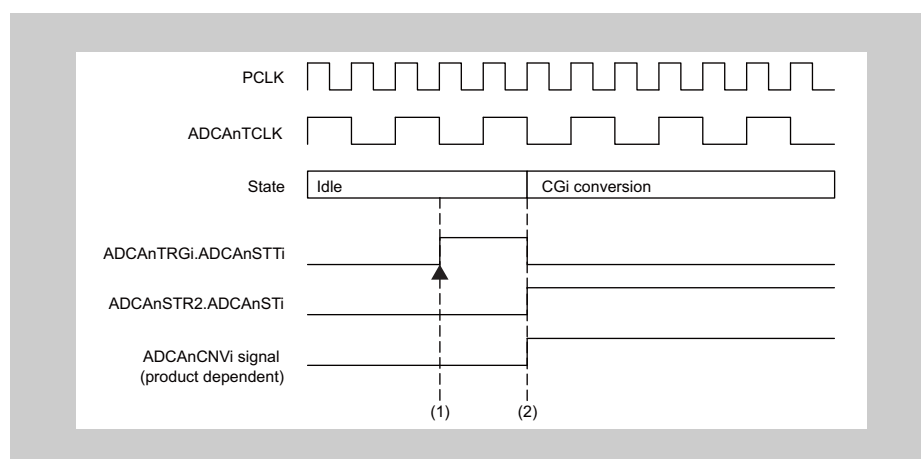 PCLK
ADCAnTCLK
State
Idle
CGi conversion
ADCAnTRGi.ADCAnSTTi
ADCAnSTR2.ADCAnSTi
ADCAnCNVi signal
(product dependent)
(1)
(2)